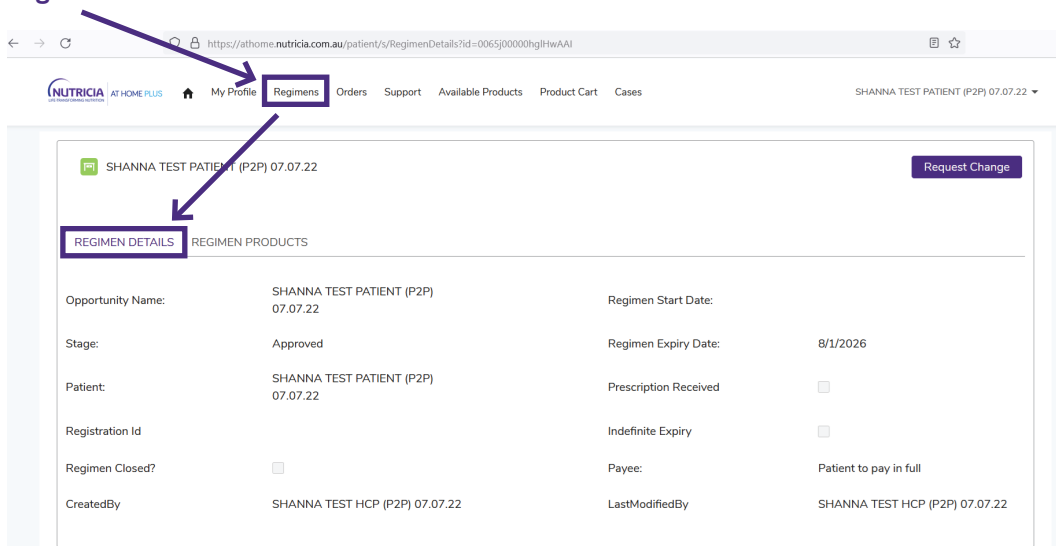 https://athome.nutricia.com.au/patient/s/RegimenDetails?id=0065j00000hglHwAAI
NUTRICIA AT HOME PLUS My Profile Regimens Orders Support Available Products Product Cart Cases SHANNA TEST PATIENT (P2P) 07.07.22
LIFE-TRANSFORMING NUTRITION
SHANNA TEST PATIENT (P2P) 07.07.22 Request Change
REGIMEN DETAILS REGIMEN PRODUCTS
Opportunity Name: SHANNA TEST PATIENT (P2P) Regimen Start Date:
07.07.22
Stage: Approved Regimen Expiry Date: 8/1/2026
Patient: SHANNA TEST PATIENT (P2P) Prescription Received
07.07.22
Registration Id Indefinite Expiry
Regimen Closed? Payee: Patient to pay in full
CreatedBy SHANNA TEST HCP (P2P) 07.07.22 LastModifiedBy SHANNA TEST HCP (P2P) 07.07.22